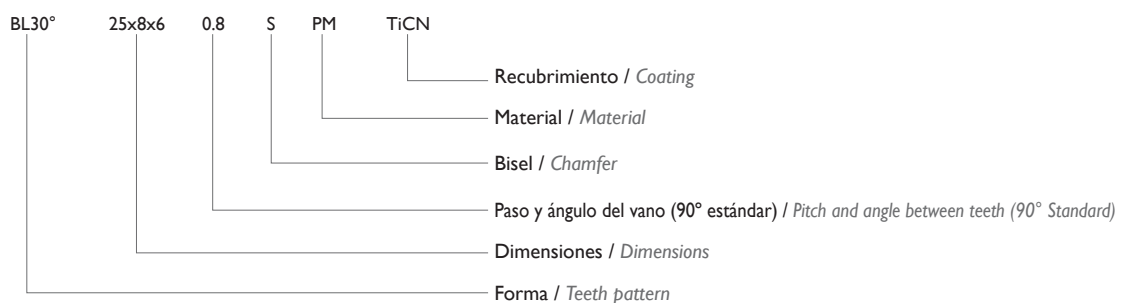 BL30° 25x8x6 0.8 S PM TiCN
Recubrimiento / Coating
Material / Material
Bisel / Chamfer
Paso y ángulo del vano (90º estándar) / Pitch and angle between teeth (90° Standard)
Dimensiones / Dimensions
Forma / Teeth pattern